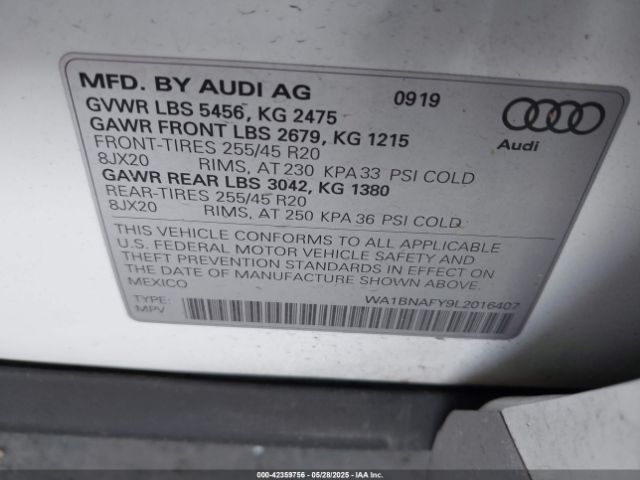 MFD. BY AUDI AG 0919
GVWR LBS 5456, KG 2475
GAWR FRONT LBS 2679, KG 1215
FRONT-TIRES 255/45 R20
8JX20 RIMS, AT 230 KPA 33 PSI COLD
GAWR REAR LBS 3042, KG 1380
REAR-TIRES 255/45 R20
8JX20 RIMS, AT 250 KPA 36 PSI COLD
Audi
THIS VEHICLE CONFORMS TO ALL APPLICABLE
U.S. FEDERAL MOTOR VEHICLE SAFETY AND
THEFT PREVENTION STANDARDS IN EFFECT ON
THE DATE OF MANUFACTURE SHOWN ABOVE.
MEXICO
TYPE: WA1BNAFY9L2016407
MPV
000-42359756 - 05/28/2025 - IAA Inc.